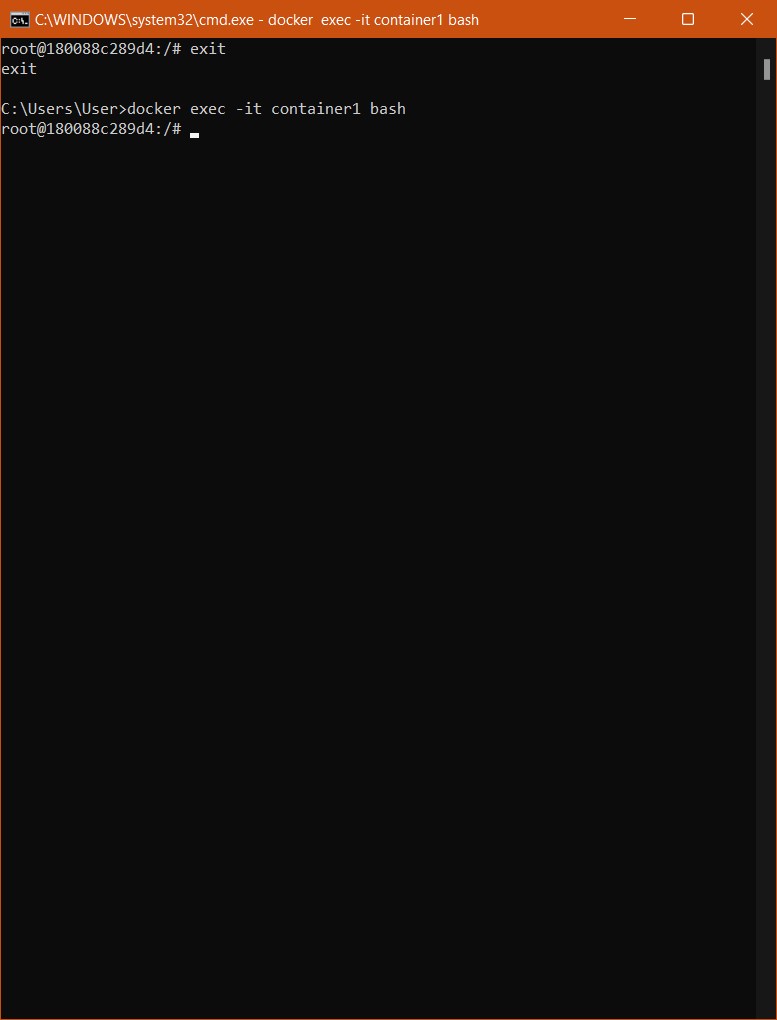 C:\WINDOWS\system32\cmd.exe - docker  exec -it container1 bash
root@180088c289d4:/# exit
exit
C:\Users\User>docker exec -it container1 bash
root@180088c289d4:/#